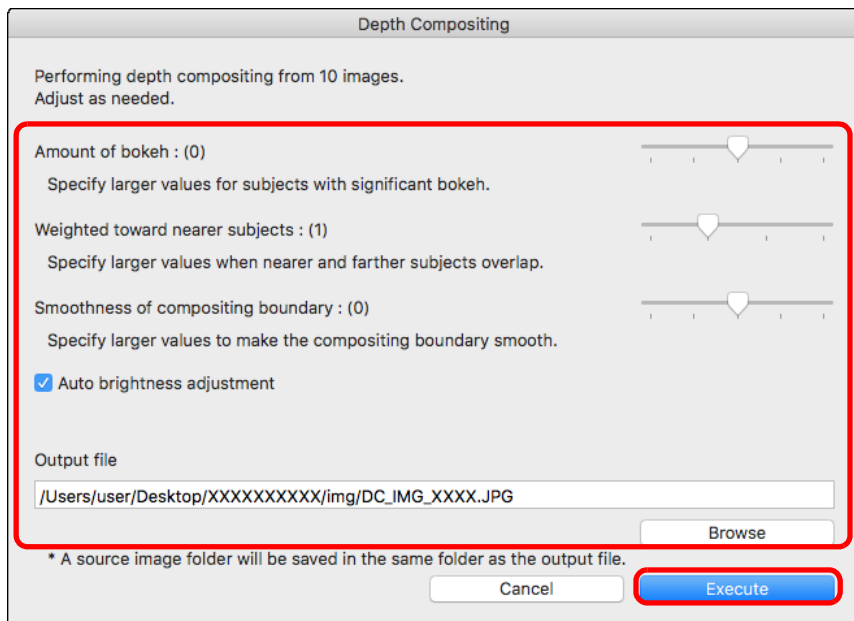 Depth Compositing
Performing depth compositing from 10 images.
Adjust as needed.
Amount of bokeh : (0)
Specify larger values for subjects with significant bokeh.
Weighted toward nearer subjects : (1)
Specify larger values when nearer and farther subjects overlap.
Smoothness of compositing boundary : (0)
Specify larger values to make the compositing boundary smooth.
Auto brightness adjustment
Output file
/Users/user/Desktop/XXXXXXXXXX/img/DC_IMG_XXXX.JPG
Browse
* A source image folder will be saved in the same folder as the output file.
Cancel Execute